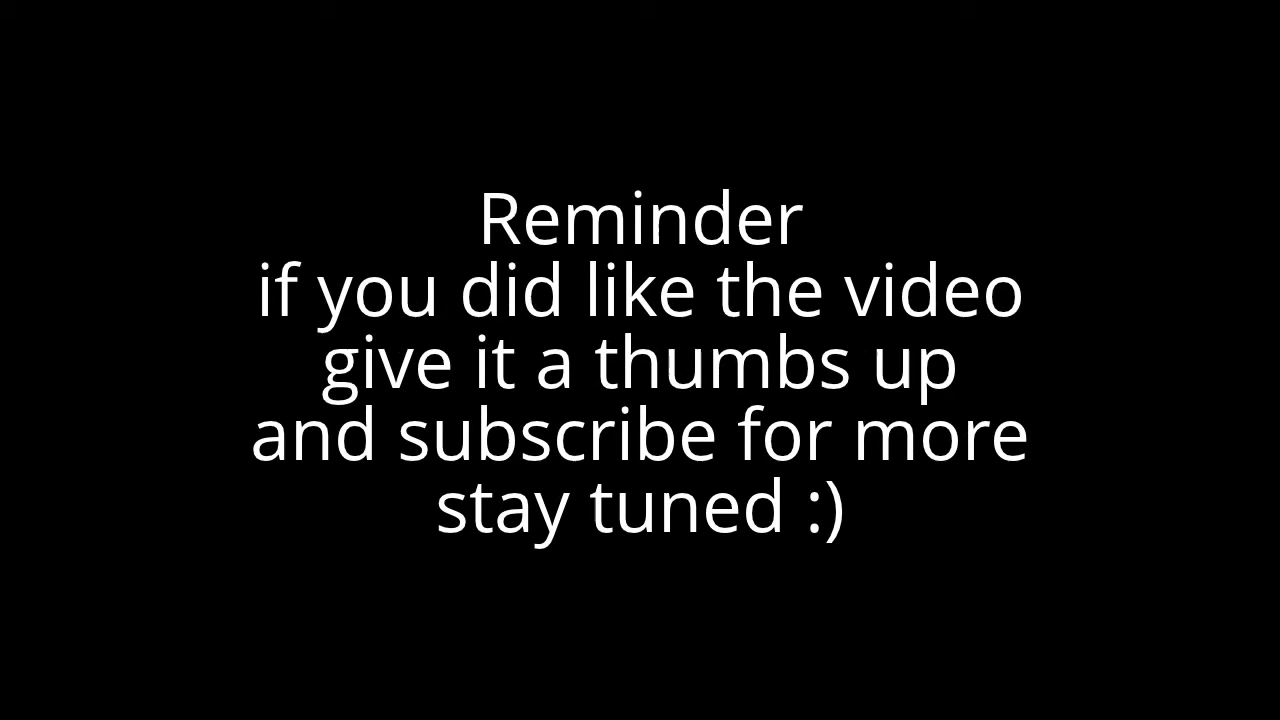 Reminder
if you did like the video
give it a thumbs up
and subscribe for more
stay tuned :)